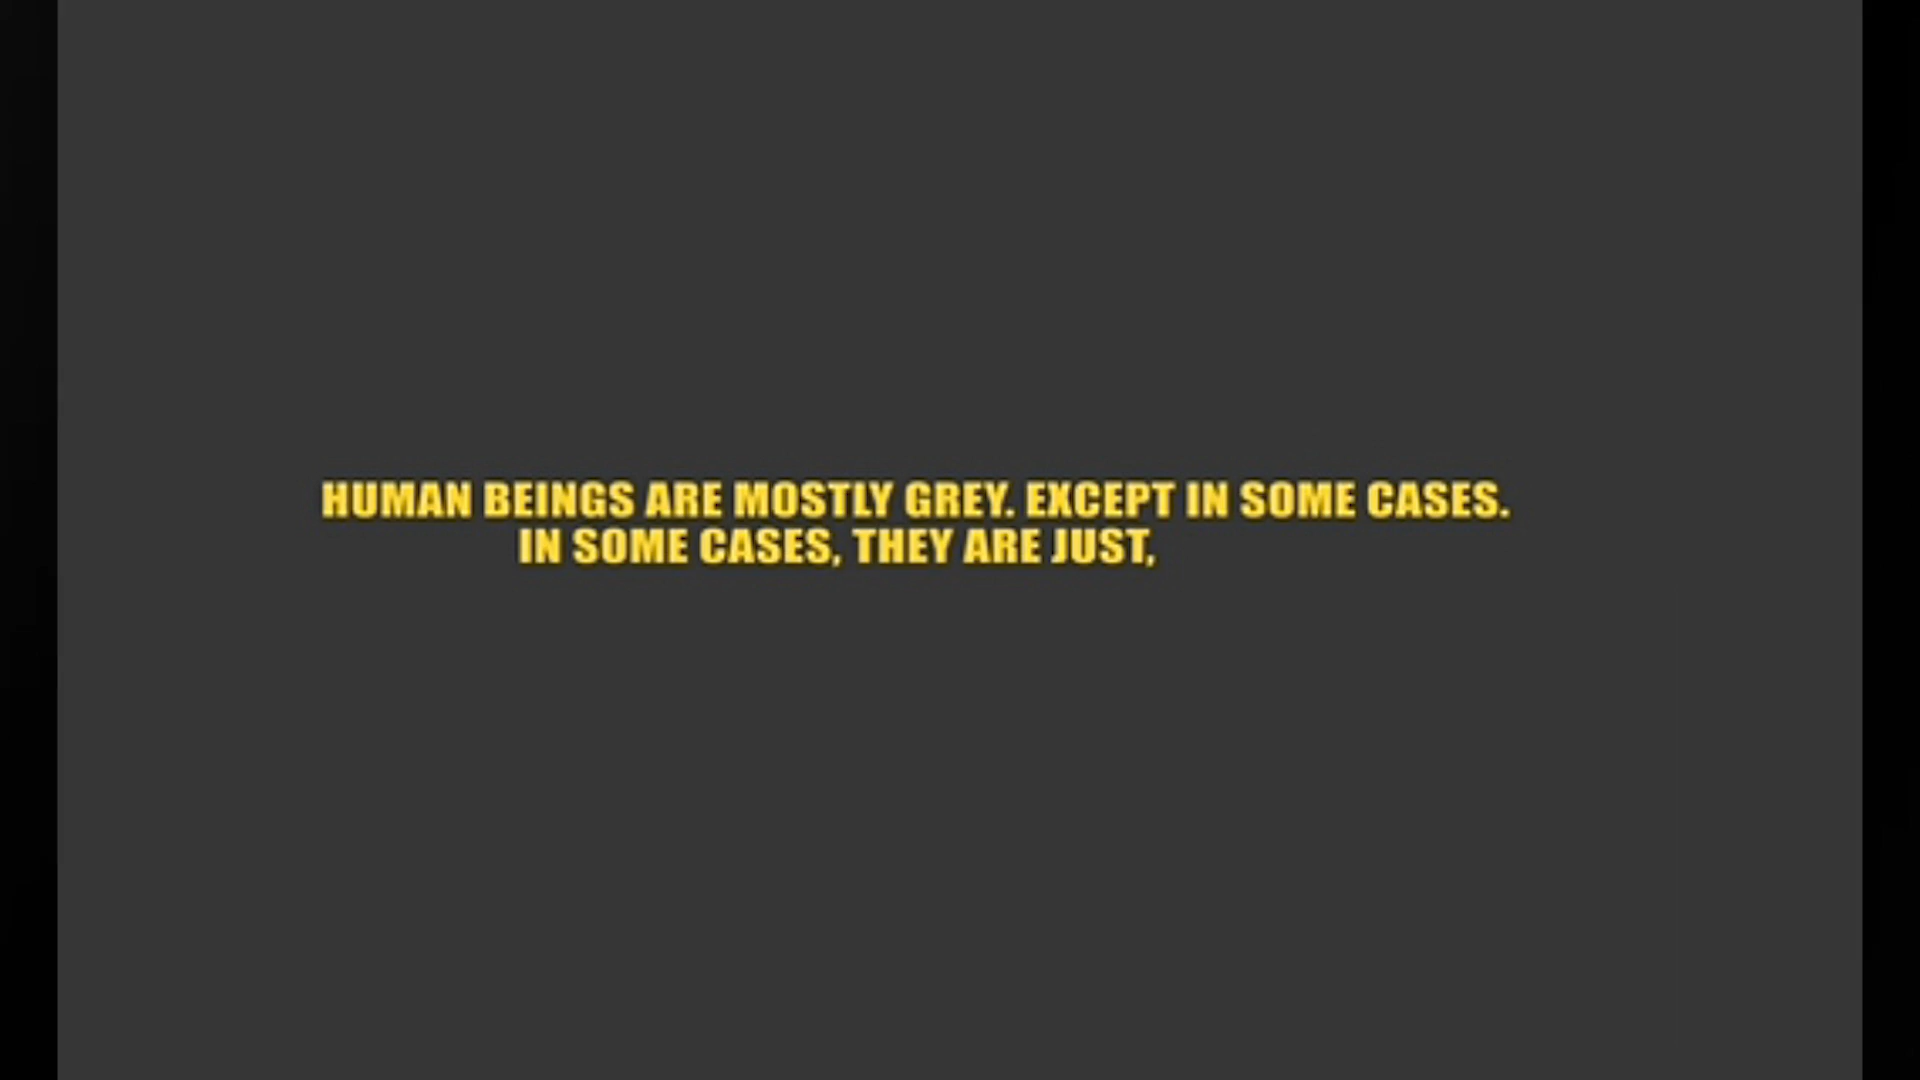 HUMAN BEINGS ARE MOSTLY GREY. EXCEPT IN SOME CASES.
IN SOME CASES, THEY ARE JUST,